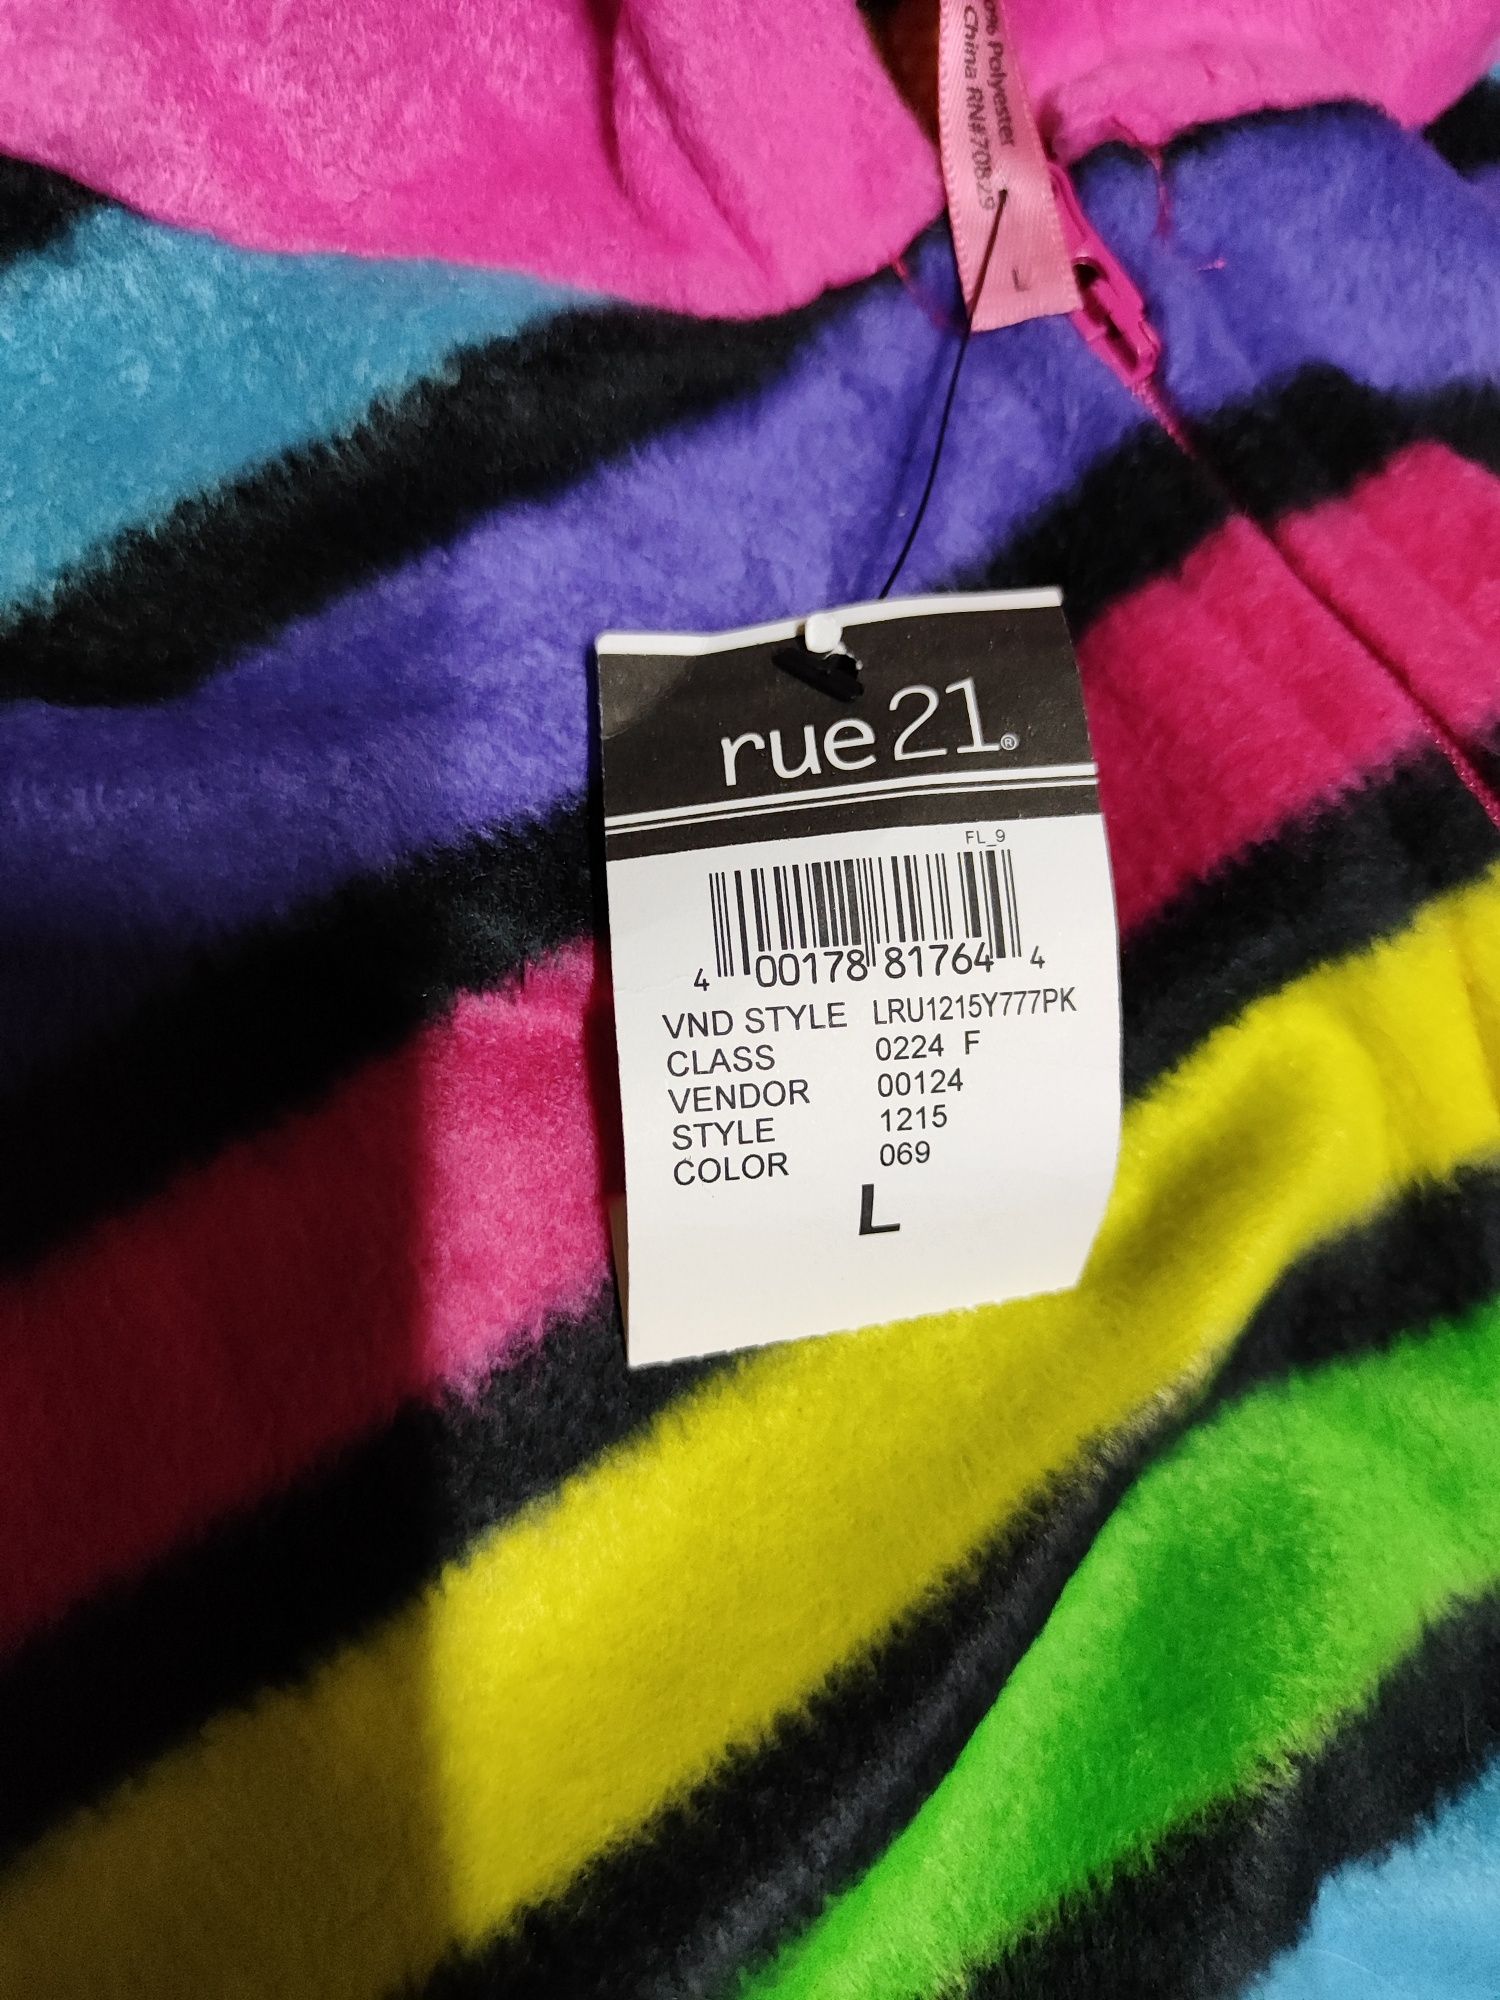 % Polyester
China RN#70829
L
rue21®
FL_9
4 00178 81764 4
VND STYLE LRU1215Y777PK
CLASS 0224 F
VENDOR 00124
STYLE 1215
COLOR 069
L